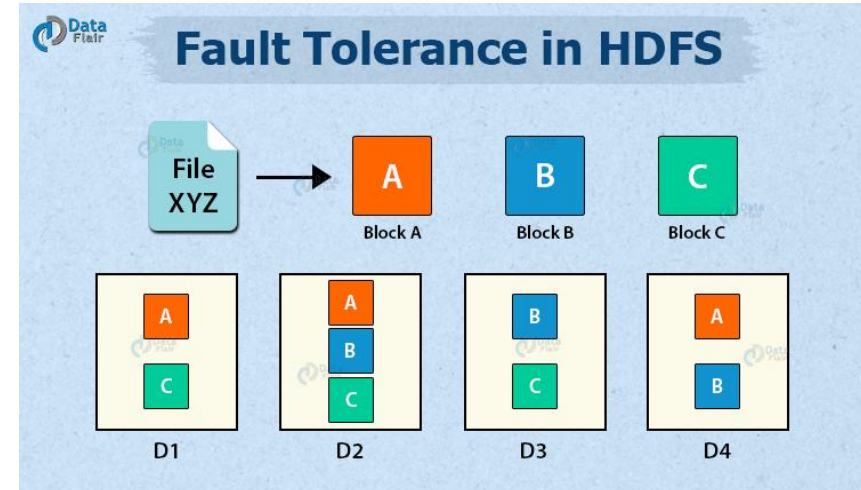 Data
Flair
Fault Tolerance in HDFS
File
XYZ
A
B
C
Block A
Block B
Block C
A
C
A
B
C
B
C
A
B
D1
D2
D3
D4